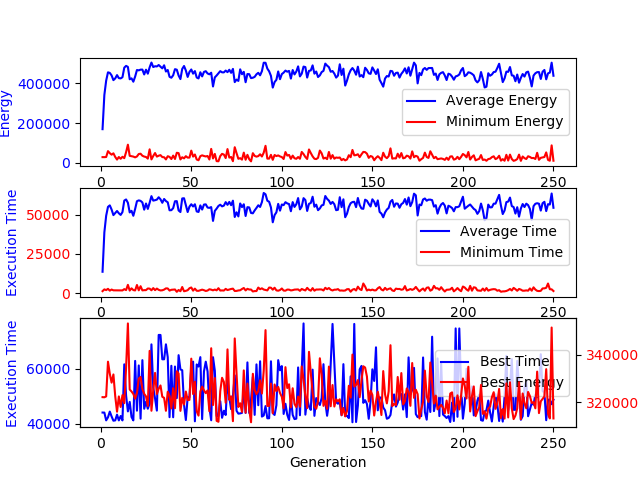 Energy
400000
200000
0
Average Energy
Minimum Energy
0 50 100 150 200 250
Execution Time
50000
25000
0
Average Time
Minimum Time
0 50 100 150 200 250
Execution Time
60000
40000
Best Time
Best Energy
340000
320000
0 50 100 150 200 250
Generation